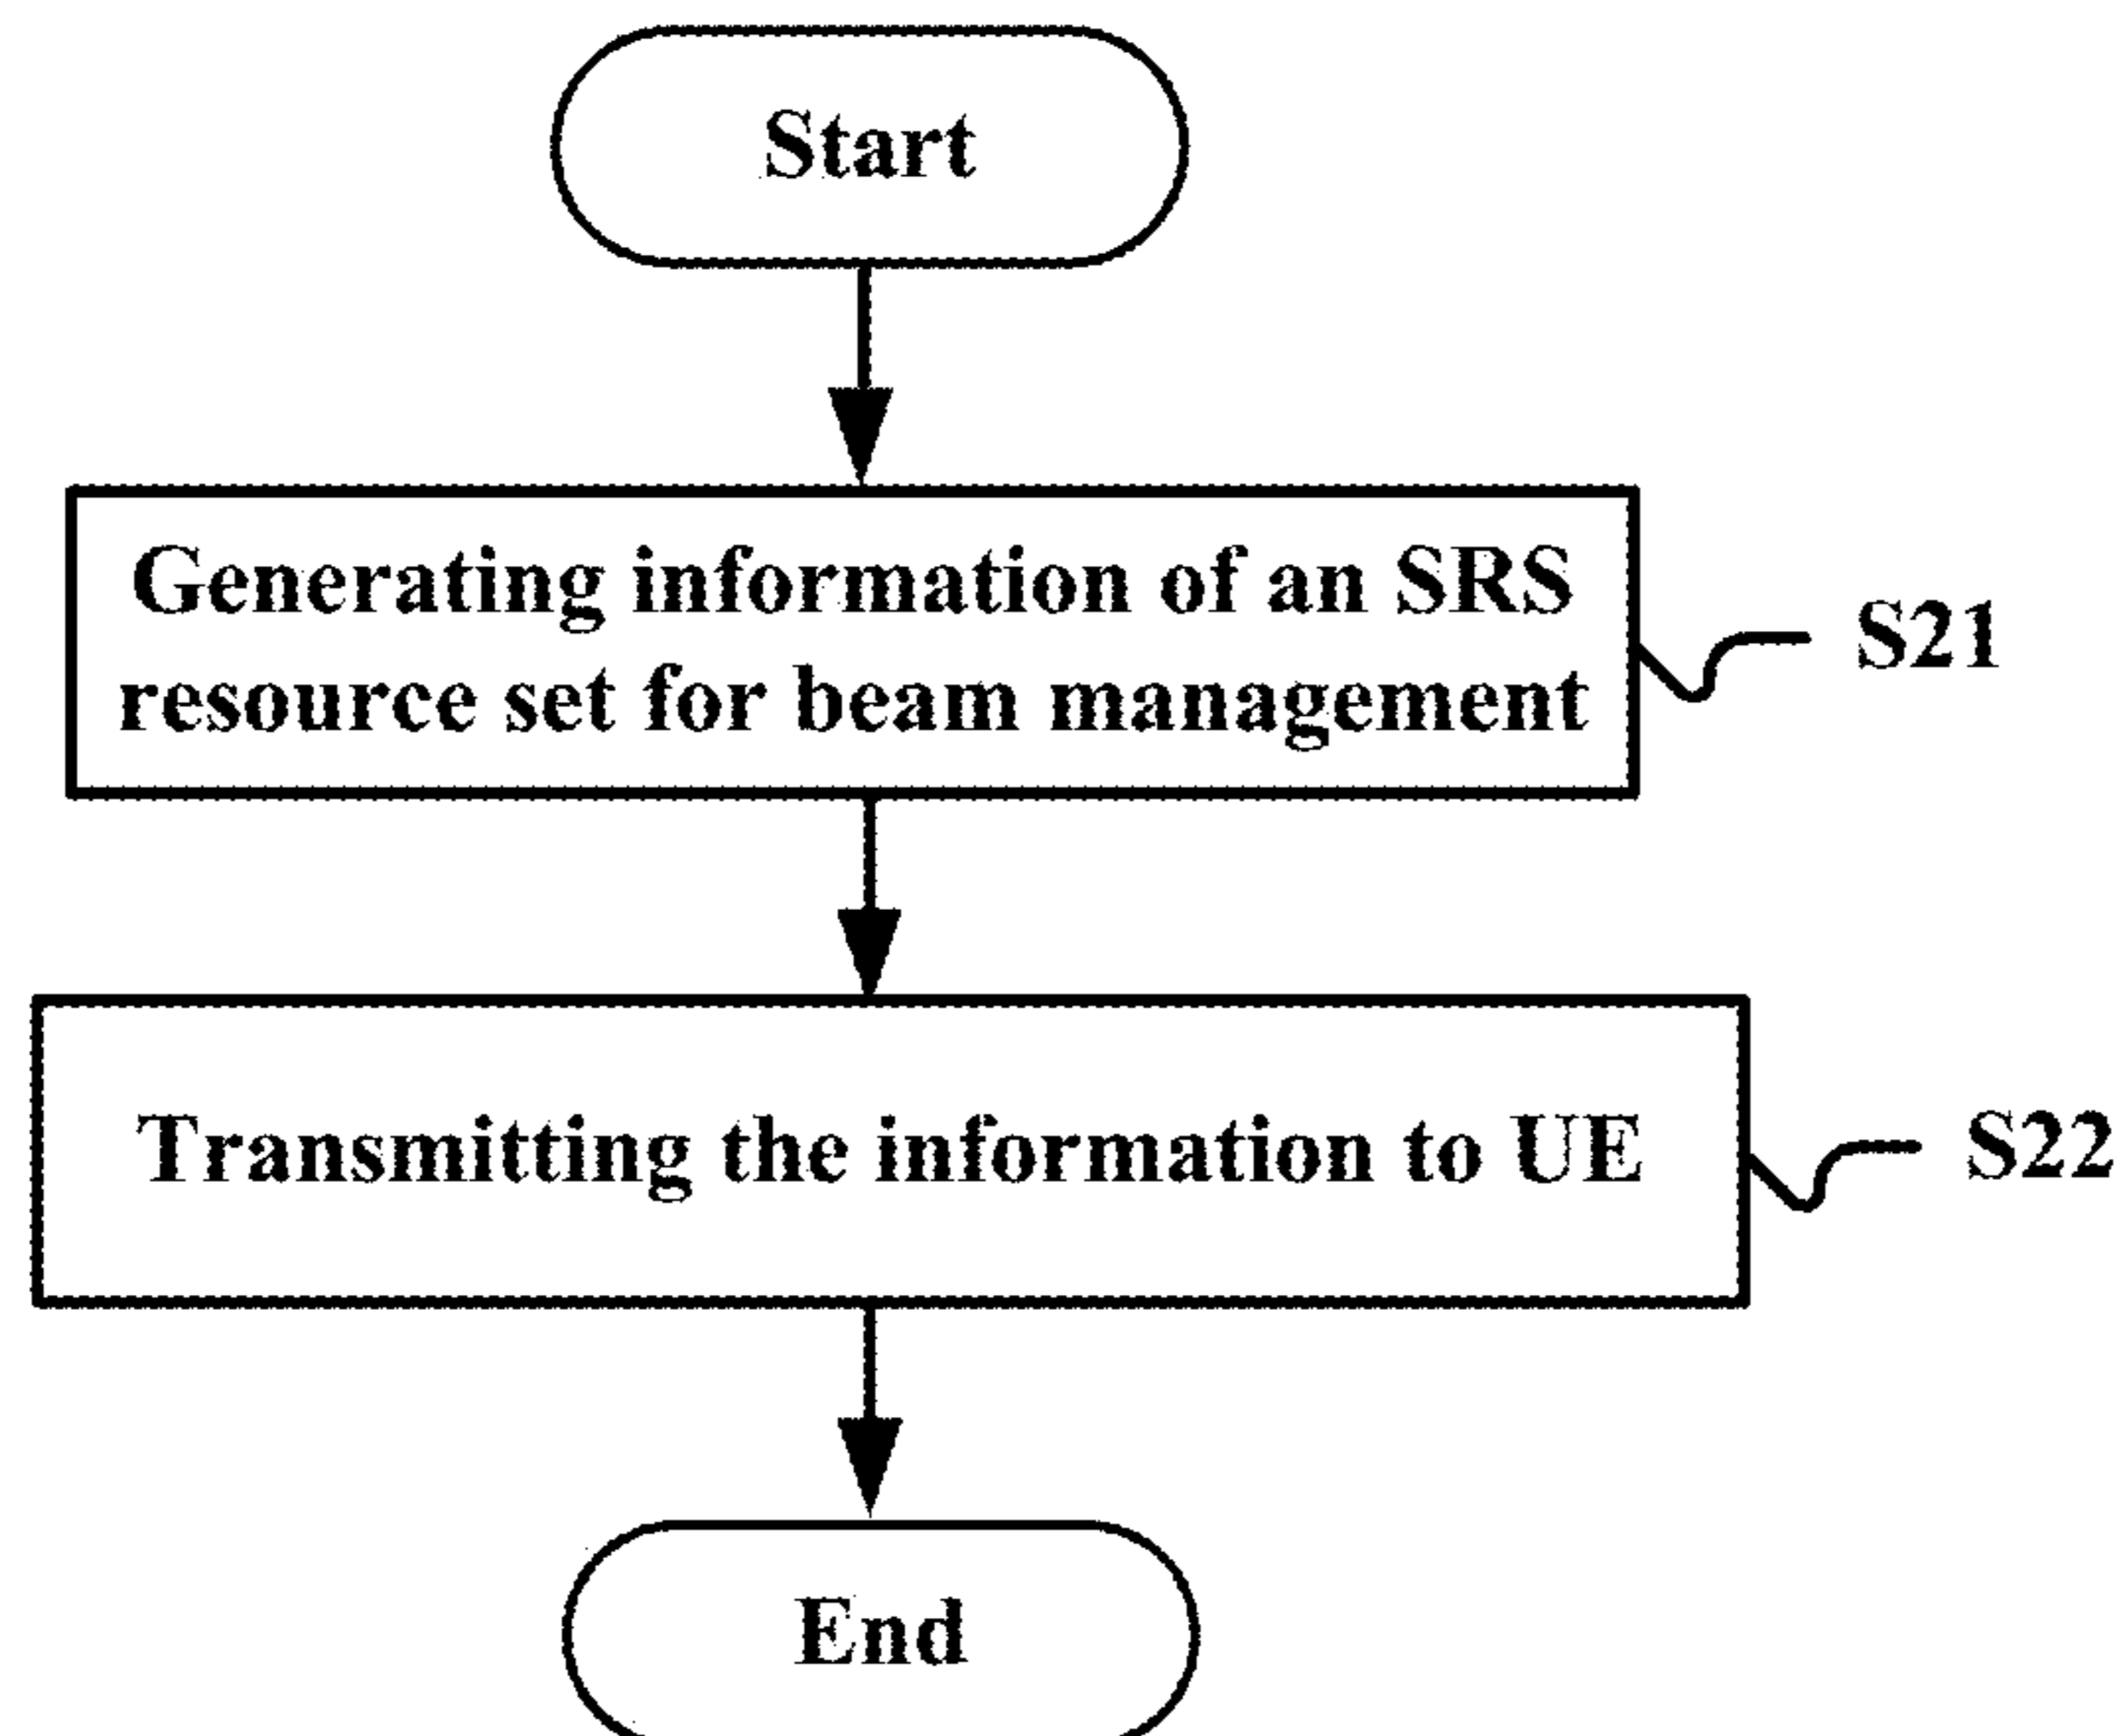 Start
Generating information of an SRS
resource set for beam management
S21
Transmitting the information to UE
S22
End